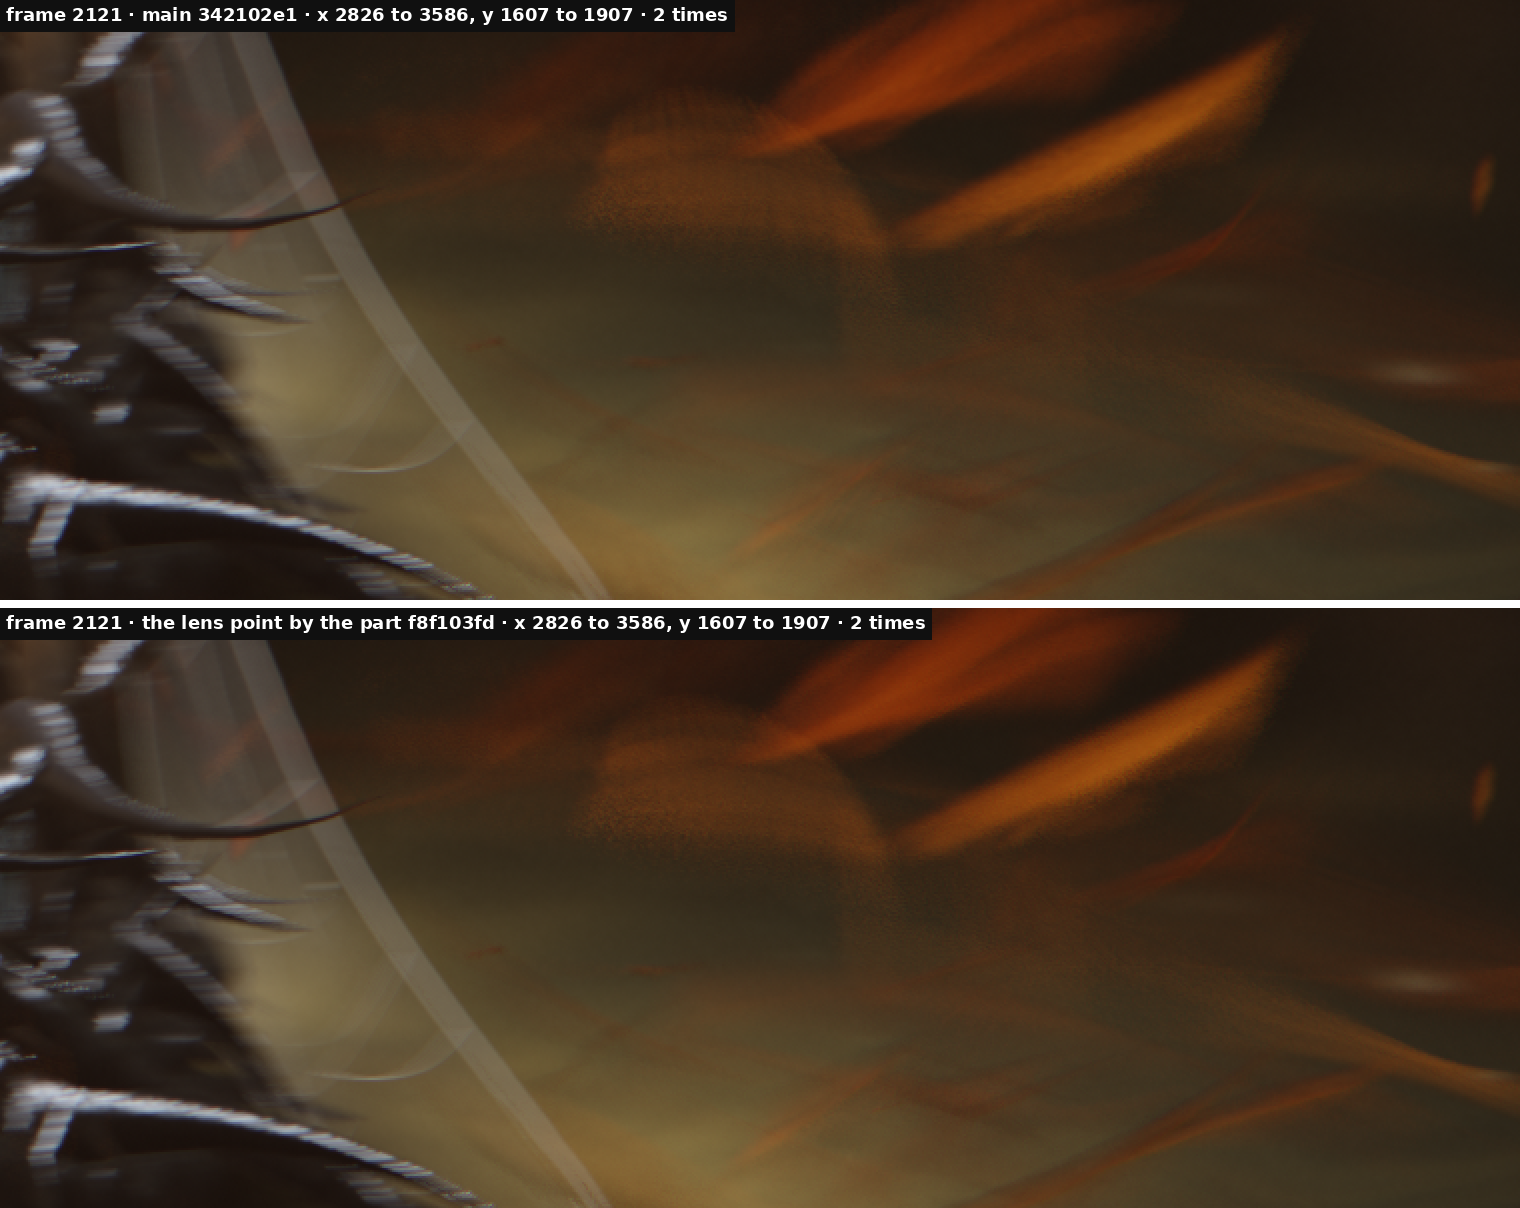 frame 2121 · main 342102e1 · x 2826 to 3586, y 1607 to 1907 · 2 times
frame 2121 · the lens point by the part f8f103fd · x 2826 to 3586, y 1607 to 1907 · 2 times